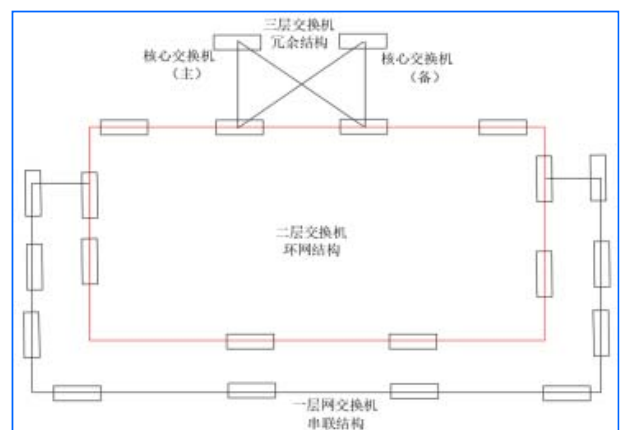 三层交换机
冗余结构
核心交换机
（主）
核心交换机
（备）
二层交换机
环网结构
一层网交换机
串联结构